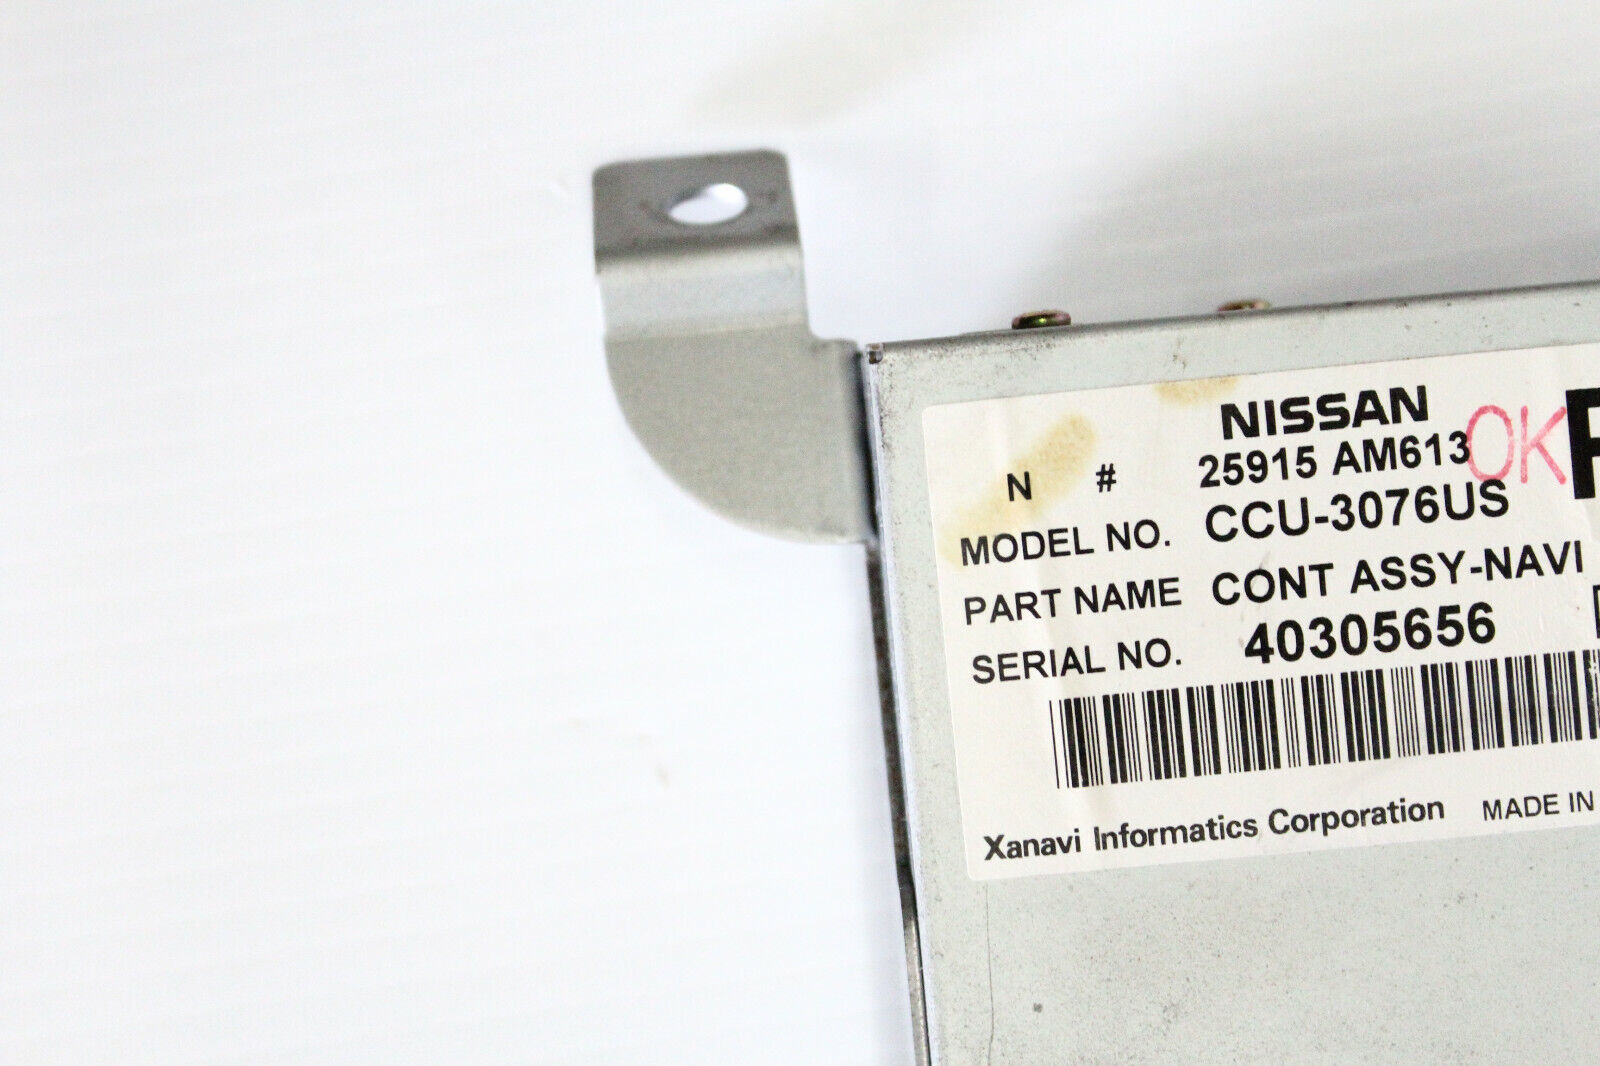 NISSAN
N # 25915 AM613 OK
MODEL NO. CCU-3076US
PART NAME CONT ASSY-NAVI
SERIAL NO. 40305656
Xanavi Informatics Corporation MADE IN